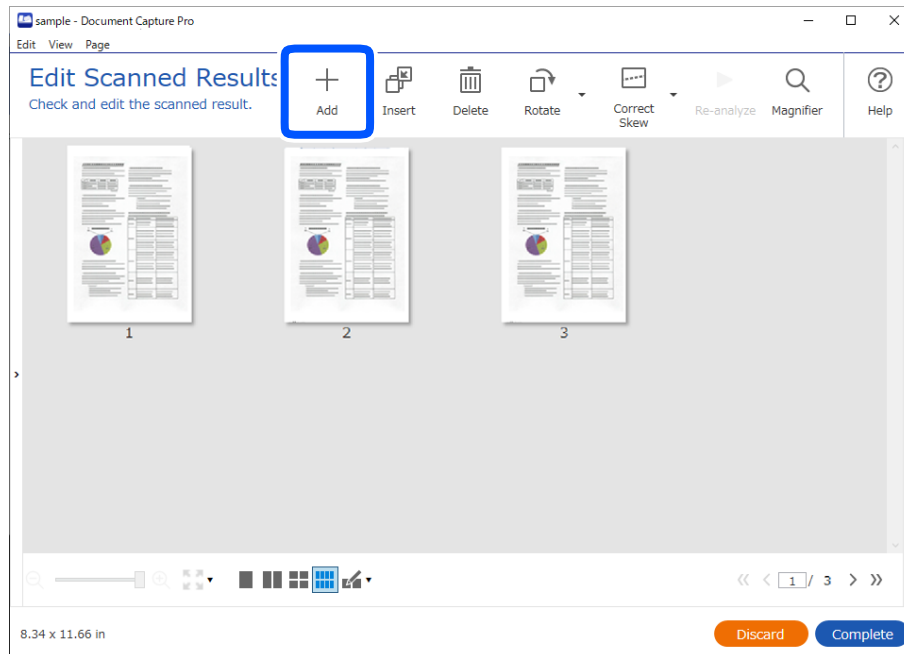 sample - Document Capture Pro
Edit View Page
Edit Scanned Results
Check and edit the scanned result.
Add
Insert
Delete
Rotate
Correct Skew
Re-analyze
Magnifier
Help
1
2
3
1 / 3
8.34 x 11.66 in
Discard
Complete